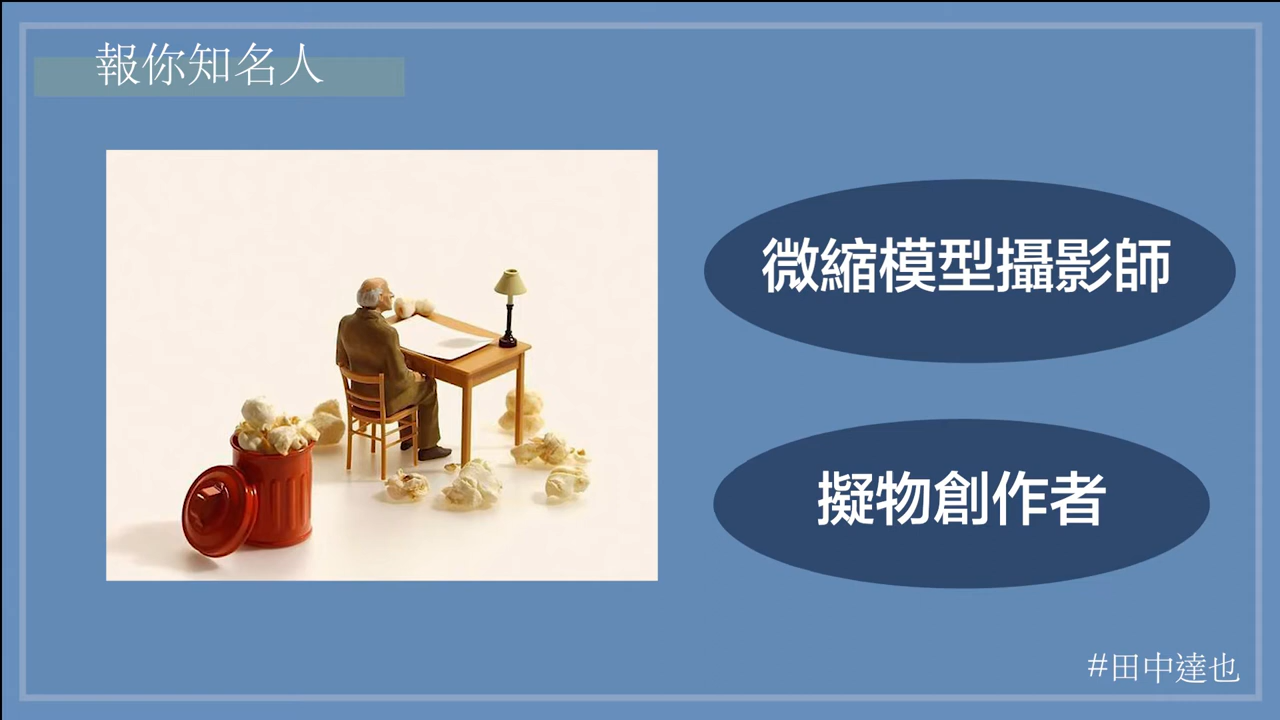 報你知名人
微縮模型攝影師
擬物創作者
#田中達也